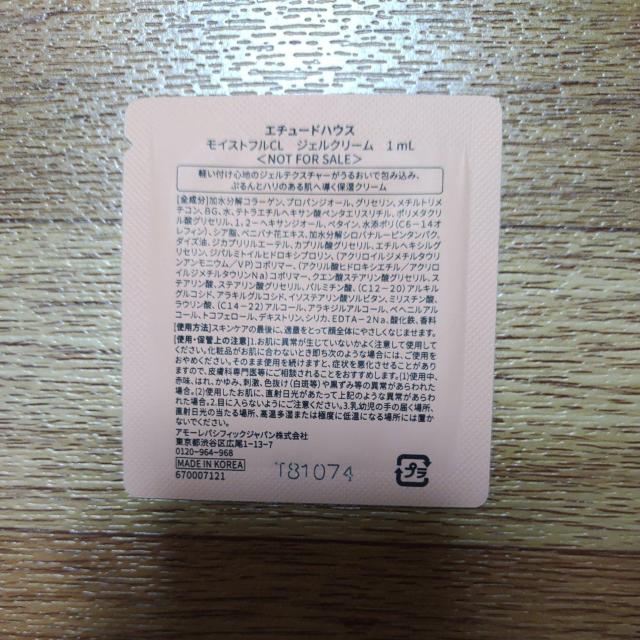 エチュードハウス
モイストフルCL ジェルクリーム 1mL
<NOT FOR SALE>
軽い付け心地のジェルテクスチャーがうるおいで包み込み、
ぷるんとハリのある肌へ導く保湿クリーム
[全成分]加水分解コラーゲン、プロパンジオール、グリセリン、メチルトリメ
チコン、BG、水、テトラエチルヘキサン酸ペンタエリスリチル、ポリメタクリ
ル酸グリセリル、1,2-ヘキサンジオール、ベタイン、水添ポリ(C6-14オ
レフィン)、シア脂、ベニバナ花エキス、加水分解シロバナルーピンタンパク、
ダイズ油、ジカプリリルエーテル、カプリル酸グリセリル、エチルヘキシルグ
リセリン、ジパルミトイルヒドロキシプロリン、(アクリロイルジメチルタウリ
ンアンモニウム/VP)コポリマー、(アクリル酸ヒドロキシエチル/アクリロ
イルジメチルタウリンNa)コポリマー、クエン酸ステアリン酸グリセリル、ス
テアリン酸、ステアリン酸グリセリル、パルミチン酸、(C12-20)アルキル
グルコシド、アラキルグルコシド、イソステアリン酸ソルビタン、ミリスチン酸、
ラウリン酸、(C14-22)アルコール、アラキジルアルコール、ベヘニルアル
コール、トコフェロール、デキストリン、シリカ、EDTA-2Na、酸化鉄、香料
[使用方法]スキンケアの最後に、適量をとって顔全体にやさしくなじませます。
[使用・保管上の注意]1.お肌に異常が生じていないかよく注意して使用して
ください。化粧品がお肌に合わないとき即ち次のような場合には、ご使用を
おやめください。そのまま使用を続けますと、症状を悪化させることがあり
ますので、皮膚科専門医等にご相談されることをおすすめします。(1)使用中、
赤味、はれ、かゆみ、刺激、色抜け(白斑等)や黒ずみ等の異常があらわれた
場合。(2)使用したお肌に、直射日光があたって上記のような異常があらわ
れた場合。2.目に入らないようにご注意ください。3.乳幼児の手の届く場所、
直射日光の当たる場所、高温多湿または極度に低温になる場所には置か
ないでください。
アモーレパシフィックジャパン株式会社
東京都渋谷区広尾1-13-7
0120-964-968
MADE IN KOREA
670007121
T81074
プラ